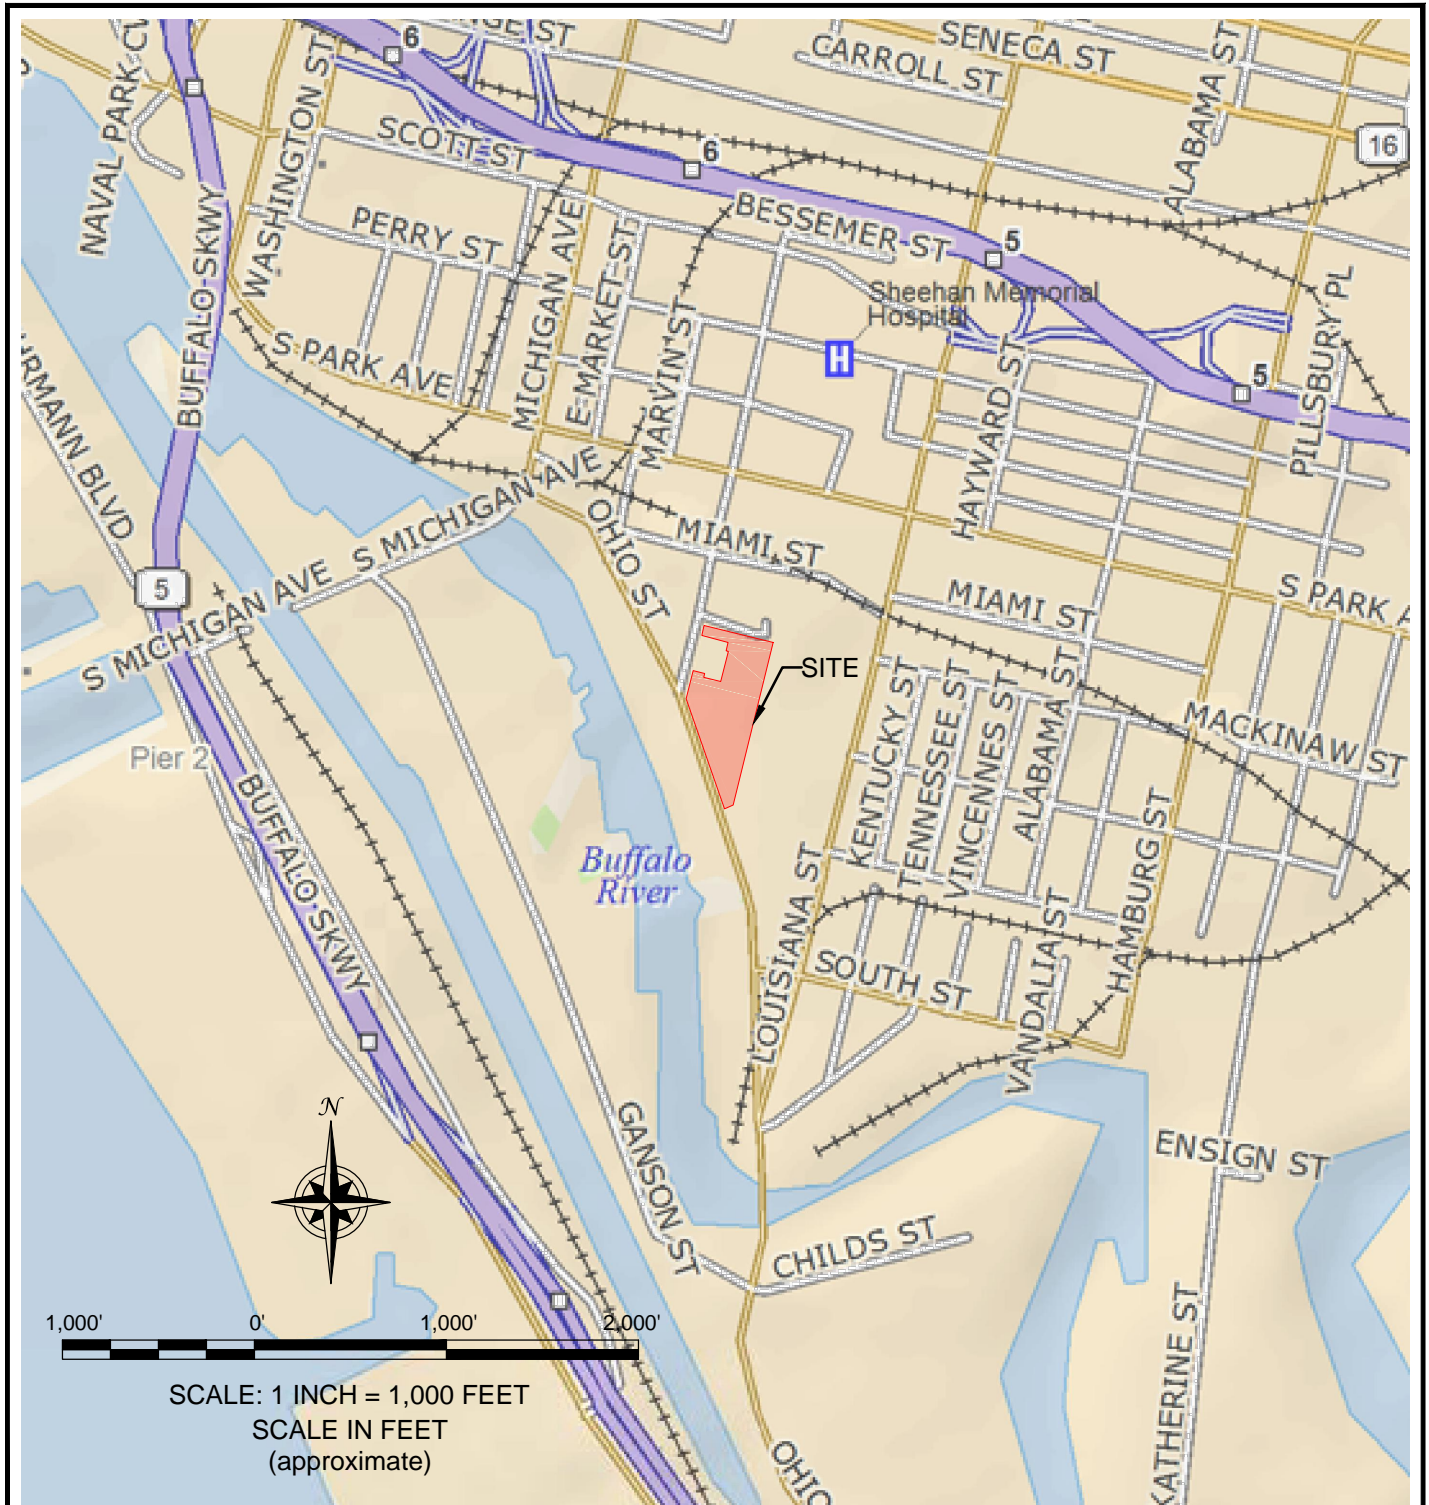 6
SENECA ST
CARROLL ST
ALABAMA ST
16
NAVAL PARK
WASHINGTON ST
SCOTT ST
6
BESSEMER ST
5
BUFFALO SKWY
PERRY ST
MICHIGAN AVE
E MARKET ST
MARVIN ST
Sheehan Memorial
Hospital
H
HAYWARD ST
5
PILLSBURY PL
S PARK AVE
S MICHIGAN AVE
OHIO ST
MIAMI ST
5
S MICHIGAN AVE
MIAMI ST
S PARK
SITE
Pier 2
BUFFALO SKWY
Buffalo
River
KENTUCKY ST
TENNESSEE ST
VINCENNES ST
ALABAMA ST
MACKINAW ST
HAMBURG ST
LOUISIANA ST
SOUTH ST
VANDALIA ST
N
GANSON ST
CHILDS ST
ENSIGN ST
KATHERINE ST
OHIO
1,000' 0' 1,000' 2,000'
SCALE: 1 INCH = 1,000 FEET
SCALE IN FEET
(approximate)